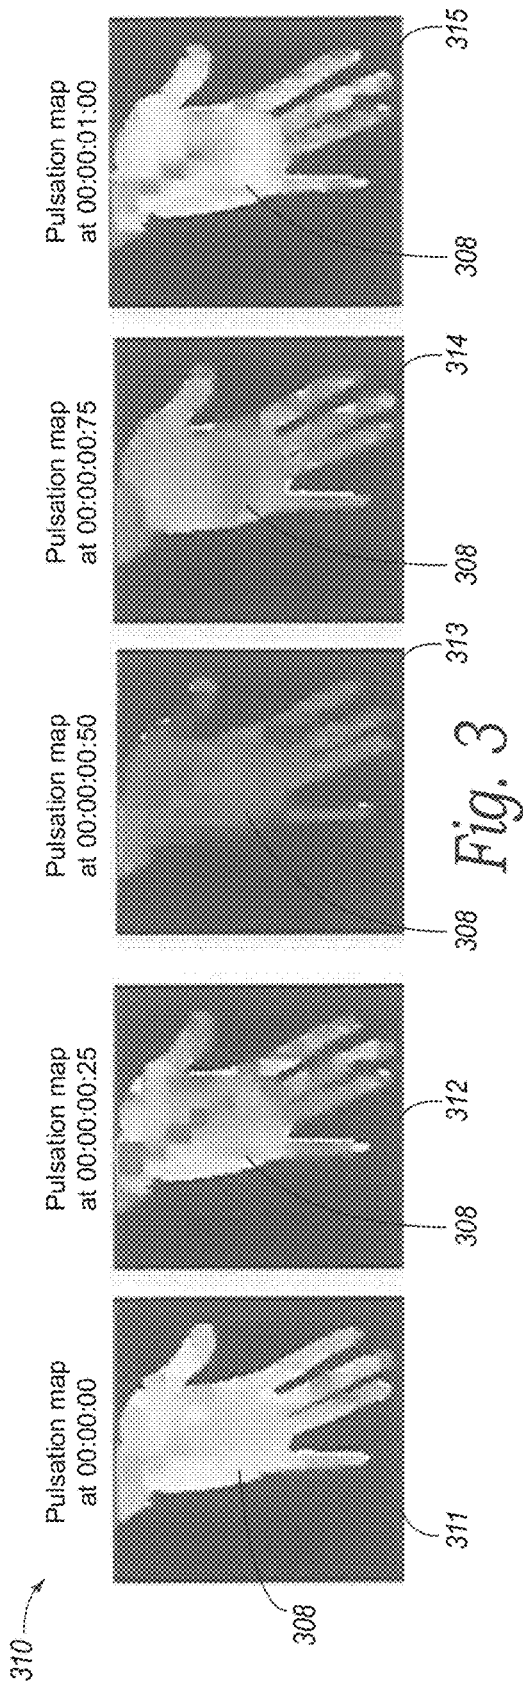 310
Pulsation map
at 00:00:00
308
311
Pulsation map
at 00:00:00:25
308
312
Pulsation map
at 00:00:00:50
308
313
Pulsation map
at 00:00:00:75
308
314
Pulsation map
at 00:00:01:00
308
315
Fig. 3